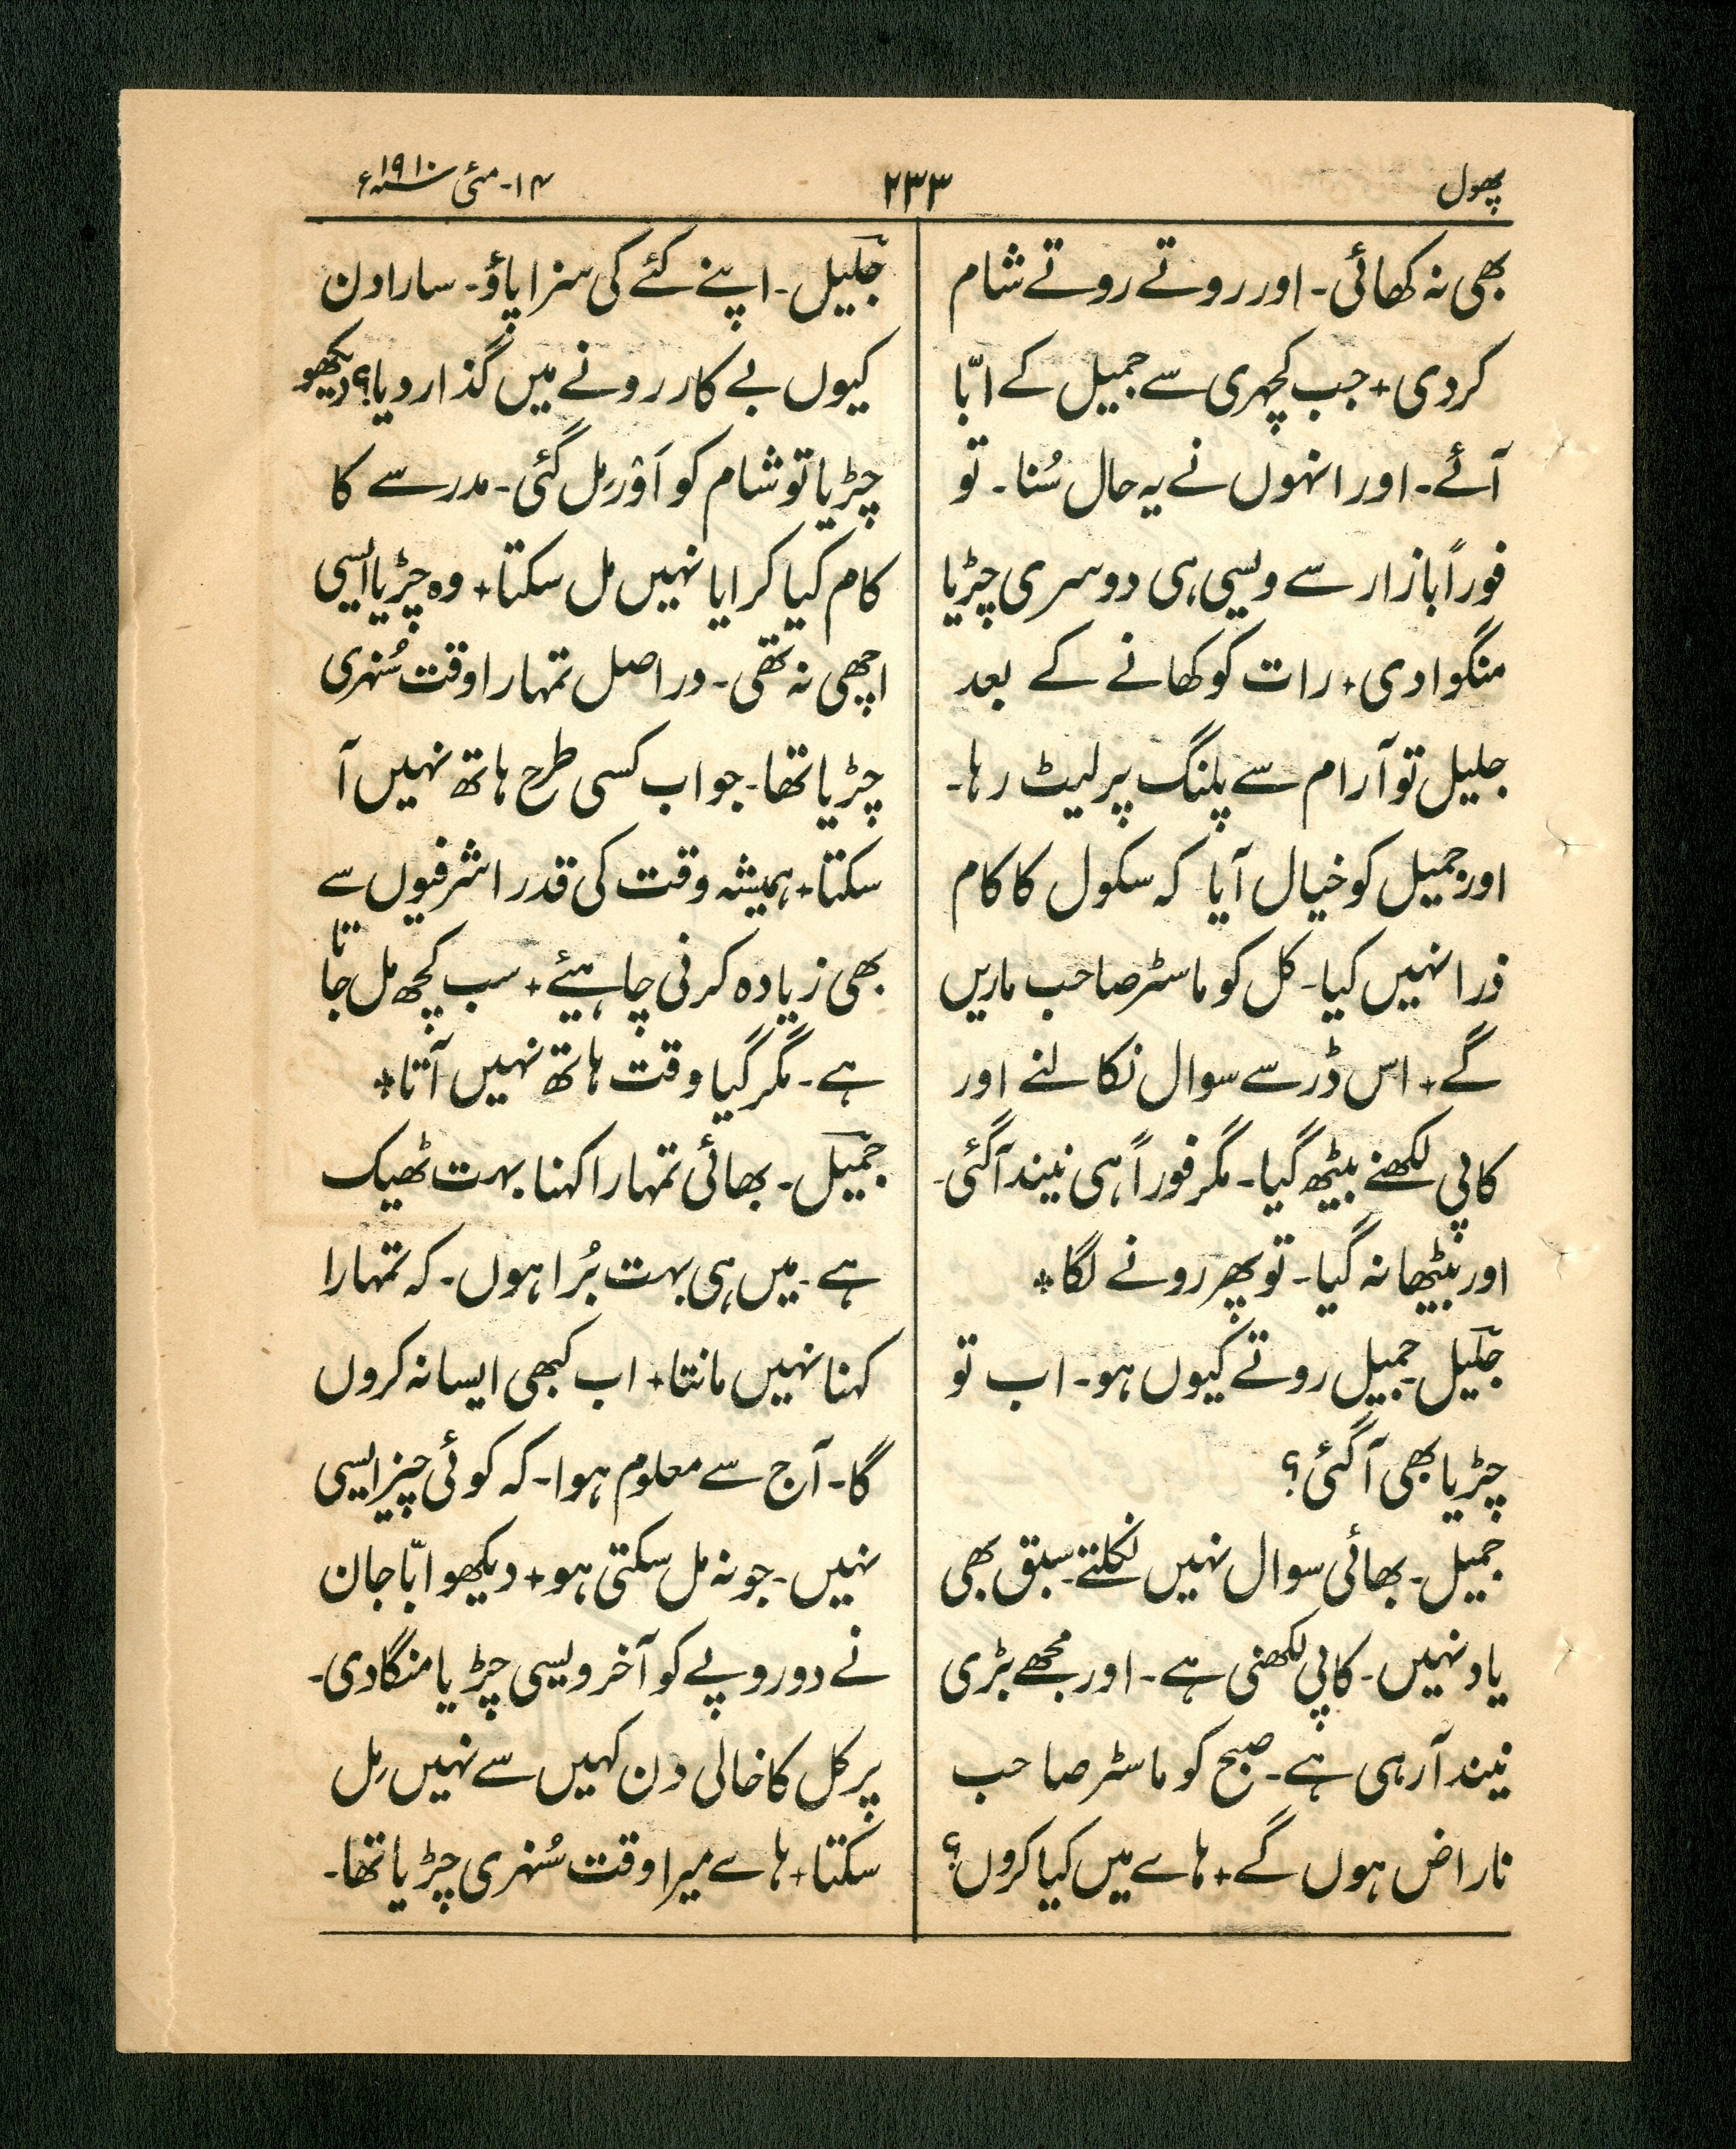 پھول
۲۳۳
۱۴- مئی سنہ ۱۹۱۰ء
بھی نہ کھائی۔ اور روتے روتے شام
کردی + جب کچہری سے جمیل کے ابّا
آئے۔ اور انہوں نے یہ حال سُنا۔ تو
فوراً بازار سے ویسی ہی دوسری چڑیا
منگوا دی + رات کو کھانے کے بعد
جلیل تو آرام سے پلنگ پر لیٹ رہا۔
اور جمیل کو خیال آیا کہ سکول کا کام
ذرا نہیں کیا۔ کل کو ماسٹر صاحب ماریں
گے + اس ڈر سے سوال نکالنے اور
کاپی لکھنے بیٹھ گیا۔ مگر فوراً ہی نیند آگئی۔
اور بیٹھا نہ گیا۔ تو پھر رونے لگا ❖
جلیل۔ جمیل روتے کیوں ہو۔ اب تو
چڑیا بھی آگئی؟
جمیل۔ بھائی سوال نہیں نکلتے۔ سبق بھی
یاد نہیں۔ کاپی لکھنی ہے۔ اور مجھے بڑی
نیند آرہی ہے۔ صبح کو ماسٹر صاحب
ناراض ہوں گے + ہاے میں کیا کروں؟
جلیل۔ اپنے کئے کی سزا پاؤ۔ سارا دن
کیوں بے کار رونے میں گذار دیا؟ دیکھو
چڑیا تو شام کو اَوْر مِل گئی۔ مدرسے کا
کام کیا کرایا نہیں مل سکتا + وہ چڑیا ایسی
اچھی نہ تھی۔ دراصل تمہارا وقت سُنہری
چڑیا تھا۔ جو اب کسی طرح ہاتھ نہیں آ
سکتا + ہمیشہ وقت کی قدر اشرفیوں سے
بھی زیادہ کرنی چاہیئے + سب کچھ مل جاتا
ہے۔ مگر گیا وقت ہاتھ نہیں آتا ❖
جمیل۔ بھائی تمہارا کہنا بہت ٹھیک
ہے۔ میں ہی بہت بُرا ہوں۔ کہ تمہارا
کہنا نہیں مانتا + اب کبھی ایسا نہ کروں
گا۔ آج سے معلوم ہوا۔ کہ کوئی چیز ایسی
نہیں۔ جو نہ مل سکتی ہو + دیکھو ابّا جان
نے دو روپے کو آخر ویسی چڑیا منگا دی۔
پر کل کا خالی دن کہیں سے نہیں مِل
سکتا + ہاے میرا وقت سُنہری چڑیا تھا۔